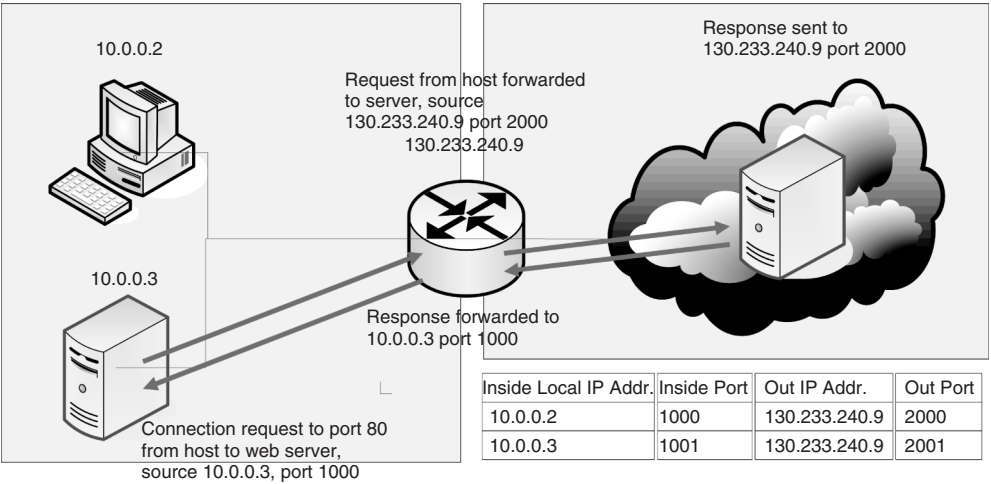 10.0.0.2
Request from host forwarded
to server, source
130.233.240.9 port 2000
130.233.240.9
Response sent to
130.233.240.9 port 2000
10.0.0.3
Response forwarded to
10.0.0.3 port 1000
Connection request to port 80
from host to web server,
source 10.0.0.3, port 1000
Inside Local IP Addr. Inside Port Out IP Addr. Out Port
10.0.0.2 1000 130.233.240.9 2000
10.0.0.3 1001 130.233.240.9 2001